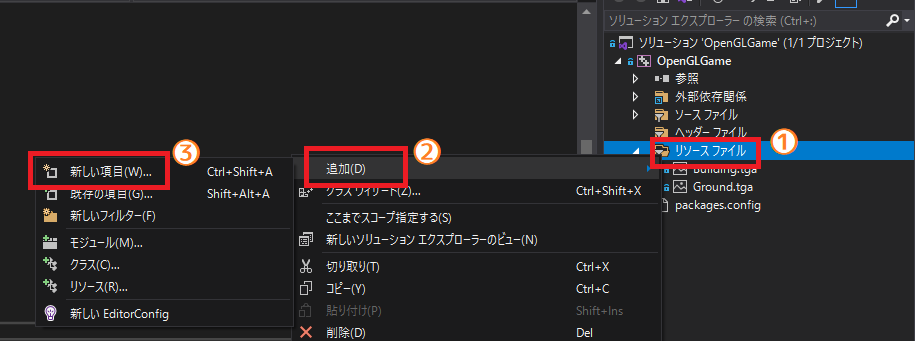 ソリューション エクスプローラー の検索 (Ctrl+:)
ソリューション 'OpenGLGame' (1/1 プロジェクト)
OpenGLGame
参照
外部依存関係
ソース ファイル
ヘッダー ファイル
リソース ファイル
Building.tga
Ground.tga
packages.config
①
②
追加(D)
クラス ウィザード(Z)... Ctrl+Shift+X
ここまでスコープ指定する(S)
新しいソリューション エクスプローラーのビュー(N)
切り取り(T) Ctrl+X
コピー(Y) Ctrl+C
貼り付け(P) Shift+Ins
削除(D) Del
③
新しい項目(W)... Ctrl+Shift+A
既存の項目(G)... Shift+Alt+A
新しいフィルター(F)
モジュール(M)...
クラス(C)...
リソース(R)...
新しい EditorConfig